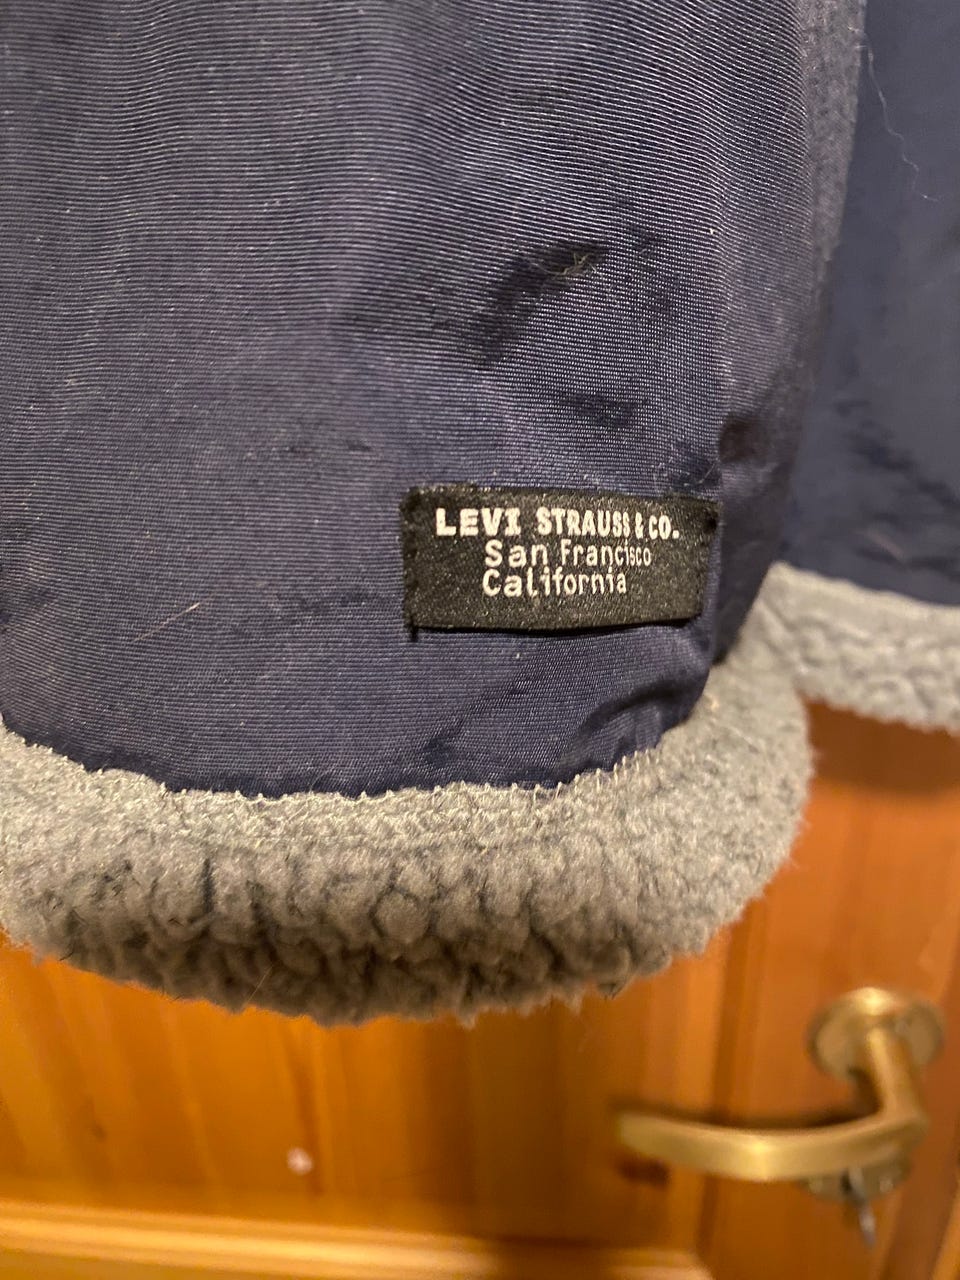 LEVI STRAUSS & CO.
San Francisco
California